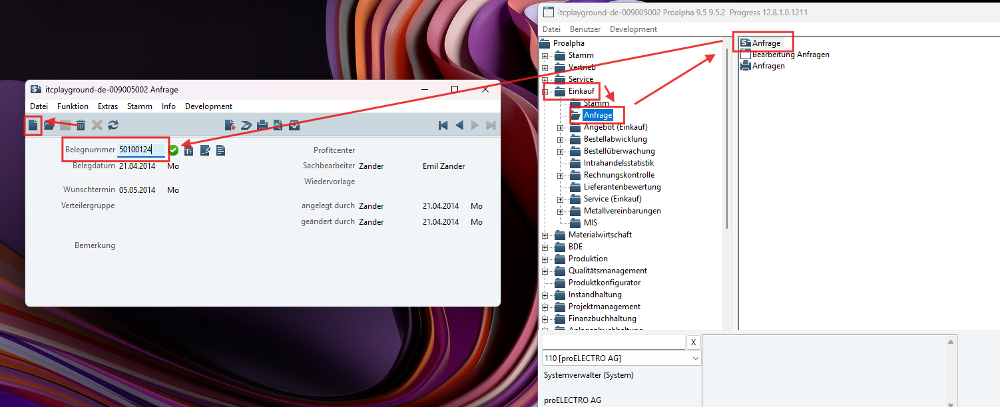 itcplayground-de-009005002 Anfrage
Datei Funktion Extras Stamm Info Development
Belegnummer 50100124
Belegdatum 21.04.2014 Mo
Wunschtermin 05.05.2014 Mo
Verteilergruppe
Bemerkung
Profitcenter
Sachbearbeiter Zander Emil Zander
Wiedervorlage
angelegt durch Zander 21.04.2014 Mo
geändert durch Zander 21.04.2014 Mo
itcplayground-de-009005002 Proalpha 9.5 9.5.2 Progress 12.8.1.0.1211
Datei Benutzer Development
Proalpha
Stamm
Vertrieb
Service
Einkauf
Stamm
Anfrage
Angebot (Einkauf)
Bestellabwicklung
Bestellüberwachung
Intrahandelsstatistik
Rechnungskontrolle
Lieferantenbewertung
Service (Einkauf)
Metallvereinbarungen
MIS
Materialwirtschaft
BDE
Produktion
Qualitätsmanagement
Produktkonfigurator
Instandhaltung
Projektmanagement
Finanzbuchhaltung
Anlagenbuchhaltung
Anfrage
Bearbeitung Anfragen
Anfragen
X
110 [proELECTRO AG]
Systemverwalter (System)
proELECTRO AG